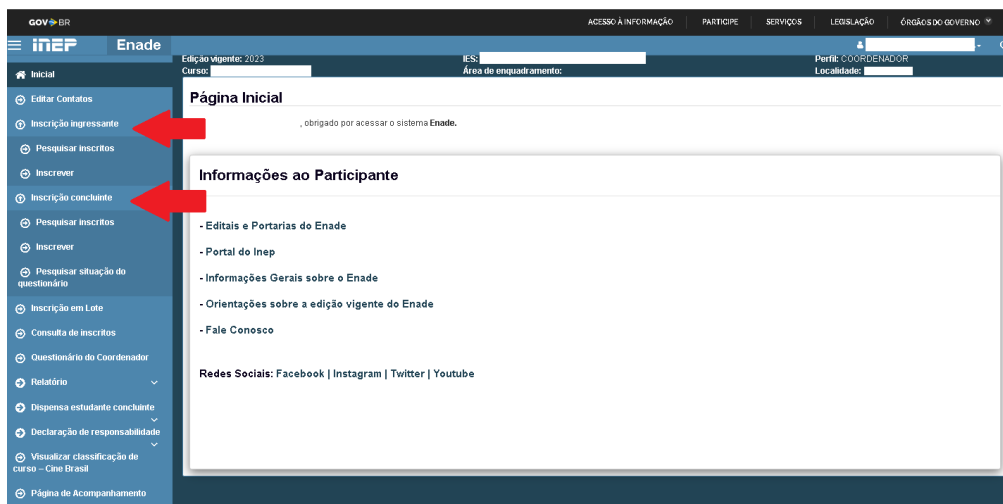 GOV BR
ACESSO À INFORMAÇÃO PARTICIPE SERVIÇOS LEGISLAÇÃO ÓRGÃOS DO GOVERNO
inep Enade
Edição vigente: 2023 IES: Perfil: COORDENADOR
Curso: Área de enquadramento: Localidade:
Inicial
Editar Contatos
Inscrição ingressante
Pesquisar inscritos
Inscrever
Inscrição concluinte
Pesquisar inscritos
Inscrever
Pesquisar situação do
questionário
Inscrição em Lote
Consulta de inscritos
Questionário do Coordenador
Relatório
Dispensa estudante concluinte
Declaração de responsabilidade
Visualizar classificação de
curso – Cine Brasil
Página de Acompanhamento
Página Inicial
, obrigado por acessar o sistema Enade.
Informações ao Participante
- Editais e Portarias do Enade
- Portal do Inep
- Informações Gerais sobre o Enade
- Orientações sobre a edição vigente do Enade
- Fale Conosco
Redes Sociais: Facebook | Instagram | Twitter | Youtube